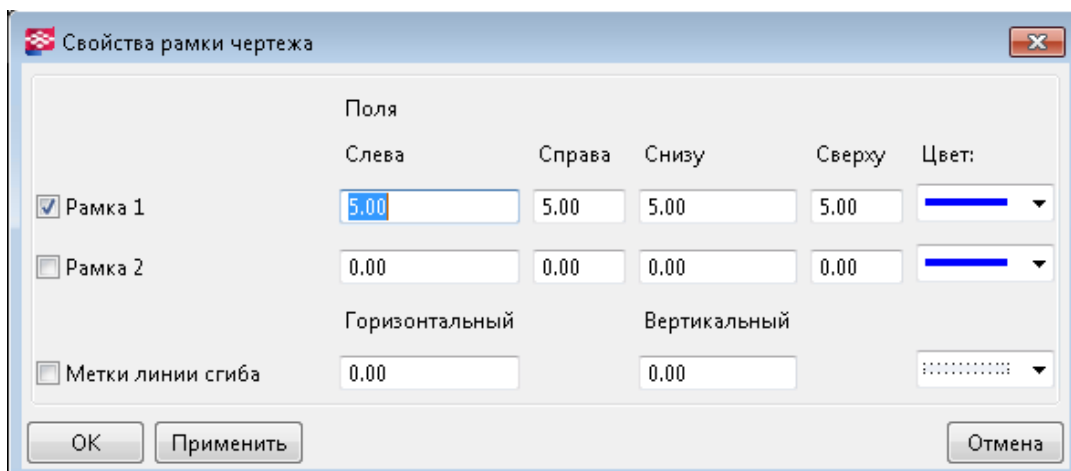 Свойства рамки чертежа
Поля
Слева Справа Снизу Сверху Цвет:
Рамка 1 5.00 5.00 5.00 5.00
Рамка 2 0.00 0.00 0.00 0.00
Горизонтальный Вертикальный
Метки линии сгиба 0.00 0.00
OK Применить Отмена